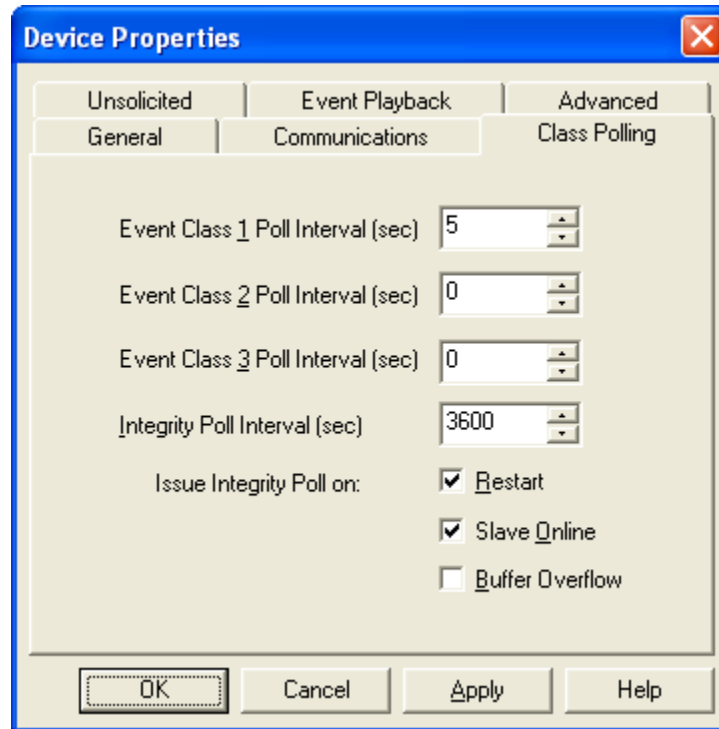 Device Properties
Unsolicited Event Playback Advanced
General Communications Class Polling
Event Class 1 Poll Interval (sec) 5
Event Class 2 Poll Interval (sec) 0
Event Class 3 Poll Interval (sec) 0
Integrity Poll Interval (sec) 3600
Issue Integrity Poll on: Restart
Slave Online
Buffer Overflow
OK Cancel Apply Help